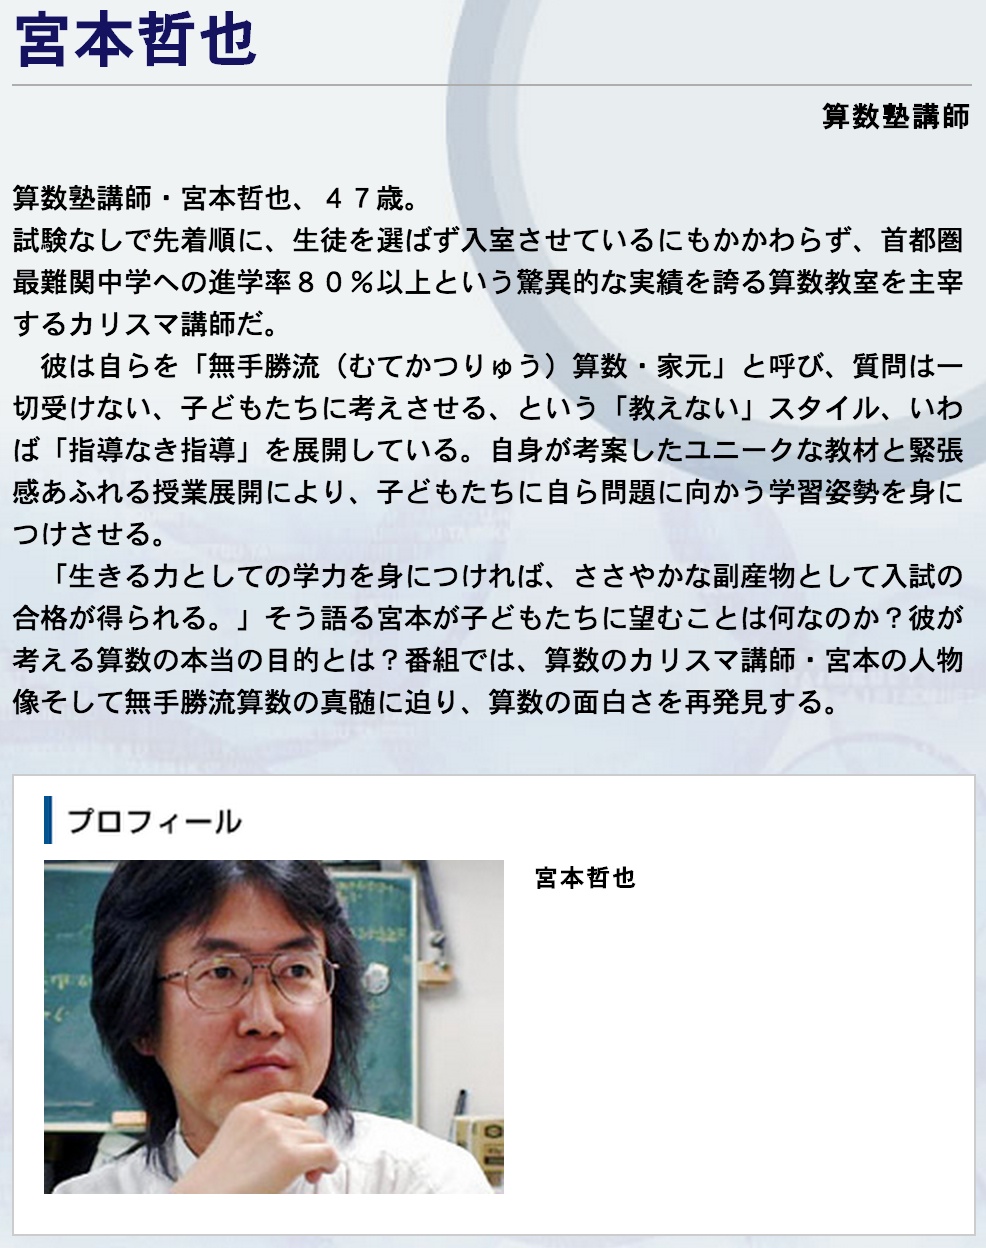 宮本哲也
算数塾講師
算数塾講師・宮本哲也、４７歳。
試験なしで先着順に、生徒を選ばず入室させているにもかかわらず、首都圏
最難関中学への進学率８０％以上という驚異的な実績を誇る算数教室を主宰
するカリスマ講師だ。
　彼は自らを「無手勝流（むてかつりゅう）算数・家元」と呼び、質問は一
切受けない、子どもたちに考えさせる、という「教えない」スタイル、いわ
ば「指導なき指導」を展開している。自身が考案したユニークな教材と緊張
感あふれる授業展開により、子どもたちに自ら問題に向かう学習姿勢を身に
つけさせる。
　「生きる力としての学力を身につければ、ささやかな副産物として入試の
合格が得られる。」そう語る宮本が子どもたちに望むことは何なのか？彼が
考える算数の本当の目的とは？番組では、算数のカリスマ講師・宮本の人物
像そして無手勝流算数の真髄に迫り、算数の面白さを再発見する。
プロフィール
宮本哲也